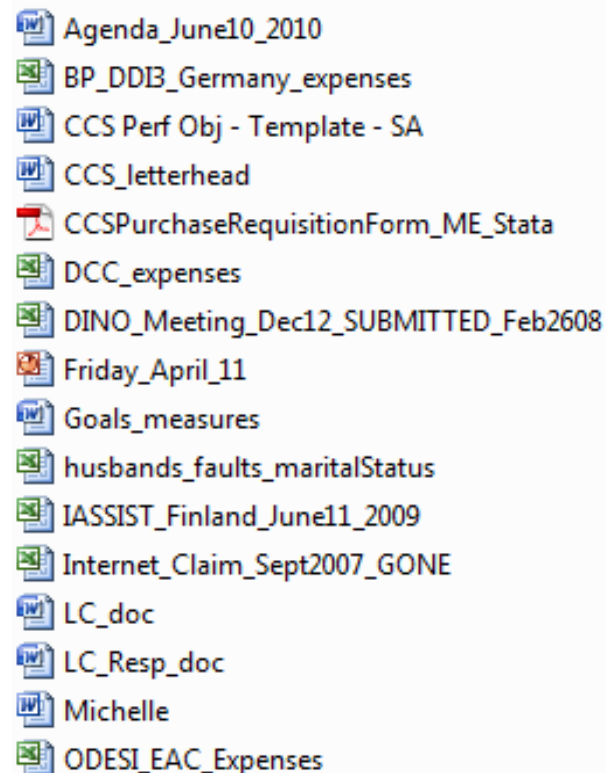 Agenda_June10_2010
BP_DDI3_Germany_expenses
CCS Perf Obj - Template - SA
CCS_letterhead
CCSPurchaseRequisitionForm_ME_Stata
DCC_expenses
DINO_Meeting_Dec12_SUBMITTED_Feb2608
Friday_April_11
Goals_measures
husbands_faults_maritalStatus
IASSIST_Finland_June11_2009
Internet_Claim_Sept2007_GONE
LC_doc
LC_Resp_doc
Michelle
ODESI_EAC_Expenses